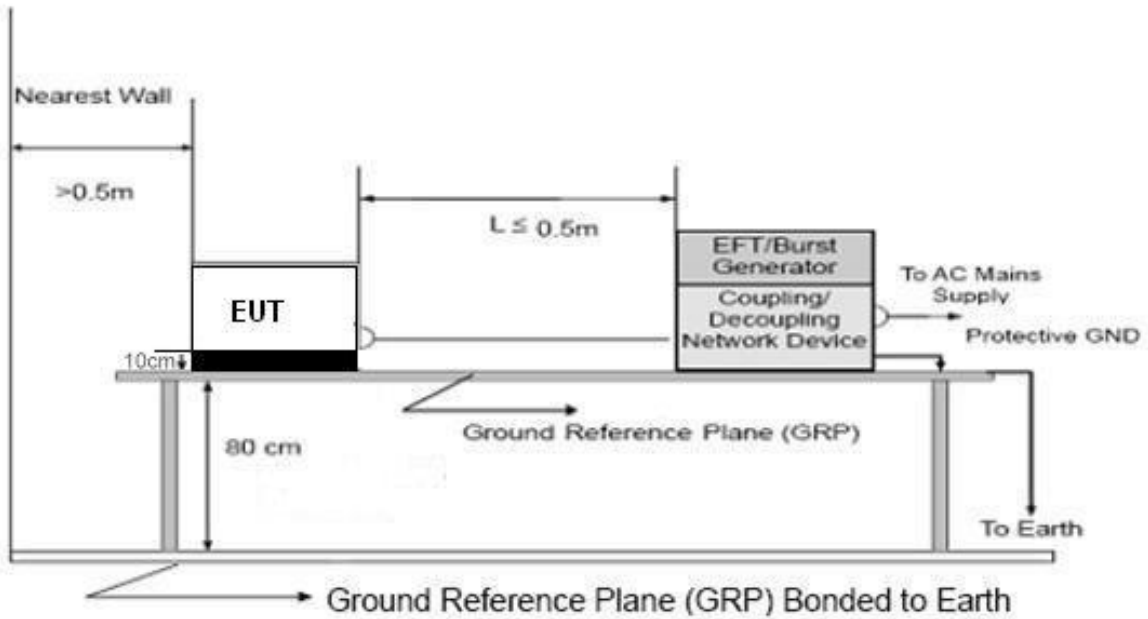 Nearest Wall
>0.5m
L ≤ 0.5m
EFT/Burst
Generator
To AC Mains
Supply
EUT
Coupling/
Decoupling
Network Device
Protective GND
10cm
Ground Reference Plane (GRP)
80 cm
To Earth
Ground Reference Plane (GRP) Bonded to Earth